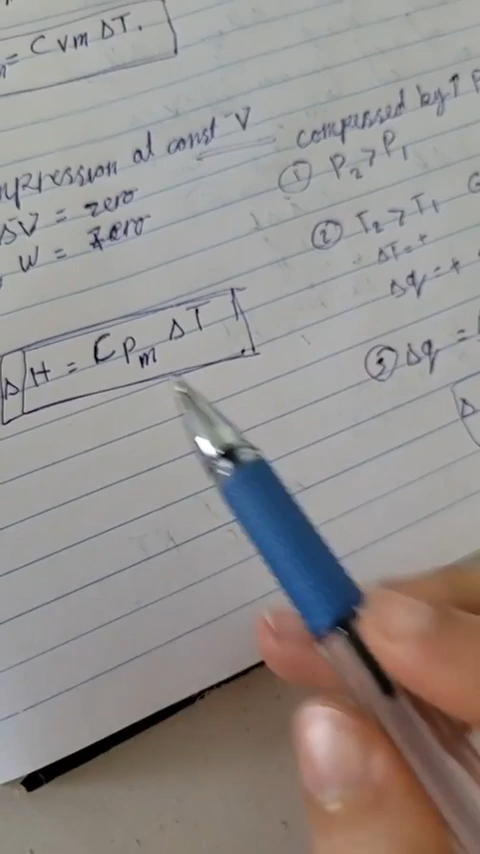 = Cvm ΔT.
at const V
ΔV = zero
W = zero
ΔH = CPm ΔT
compressed by ↑ P
① P2 > P1
② T2 > T1
ΔT = +
Δq = +
③ Δq =
Δ